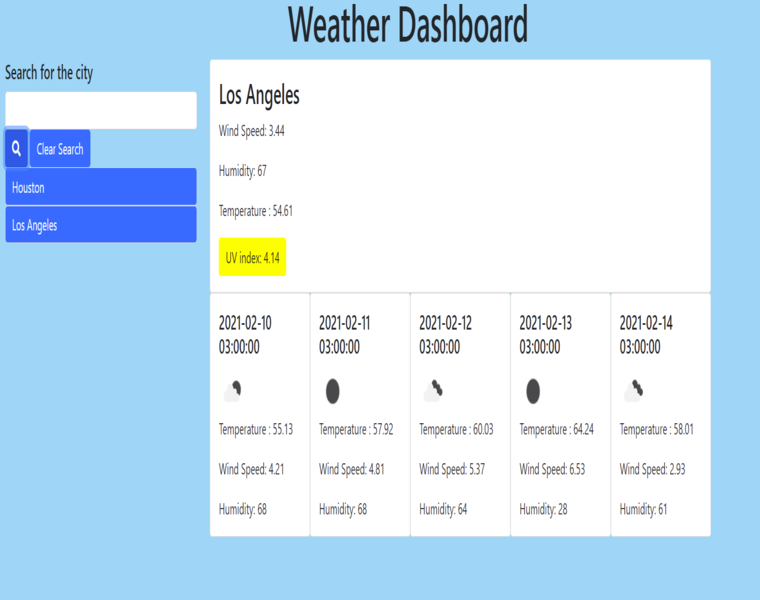 Weather Dashboard
Search for the city
Clear Search
Houston
Los Angeles
Los Angeles
Wind Speed: 3.44
Humidity: 67
Temperature : 54.61
UV index: 4.14
2021-02-10
03:00:00
Temperature : 55.13
Wind Speed: 4.21
Humidity: 68
2021-02-11
03:00:00
Temperature : 57.92
Wind Speed: 4.81
Humidity: 68
2021-02-12
03:00:00
Temperature : 60.03
Wind Speed: 5.37
Humidity: 64
2021-02-13
03:00:00
Temperature : 64.24
Wind Speed: 6.53
Humidity: 28
2021-02-14
03:00:00
Temperature : 58.01
Wind Speed: 2.93
Humidity: 61